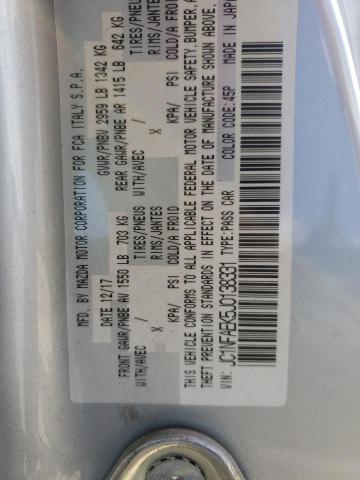 MFD. BY MAZDA MOTOR CORPORATION FOR FCA ITALY S.P.A.
DATE 12/17 GVWR/PNBV 2959 LB 1342 KG
FRONT GAWR/PNBE AV 1550 LB 703 KG REAR GAWR/PNBE AR 1415 LB 642 KG
WITH/AVEC TIRES/PNEUS WITH/AVEC TIRES/PNEU
X RIMS/JANTES X RIMS/JANTES
KPA/ PSI COLD/A FROID KPA/ PSI COLD/A FROID
THIS VEHICLE CONFORMS TO ALL APPLICABLE FEDERAL MOTOR VEHICLE SAFETY, BUMPER, A
THEFT PREVENTION STANDARDS IN EFFECT ON THE DATE OF MANUFACTURE SHOWN ABOV
VIN: JC1NFAEK5J0138331 MADE IN JAPA
TYPE:PASS CAR COLOR CODE:45P